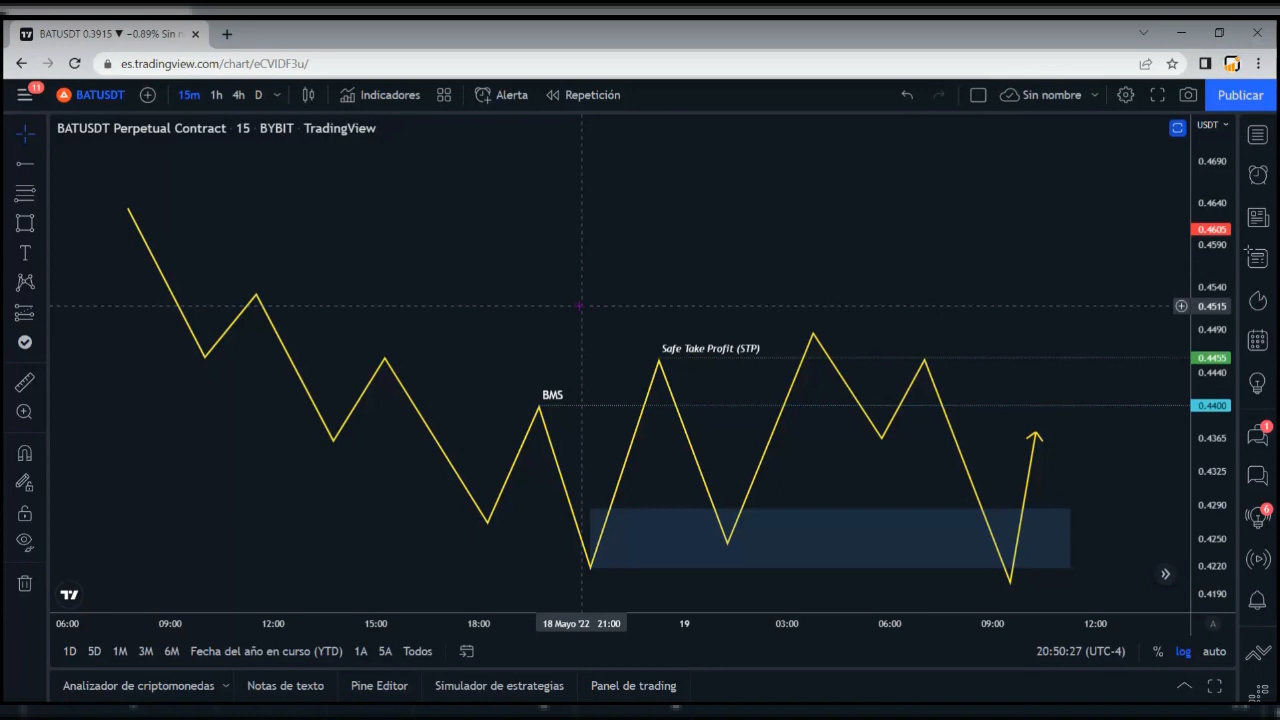 BATUSDT 0.3915 ▼ −0.89% Sin n
es.tradingview.com/chart/eCVIDF3u/
11
BATUSDT 15m 1h 4h D Indicadores Alerta Repetición Sin nombre Publicar
BATUSDT Perpetual Contract · 15 · BYBIT · TradingView
USDT
0.4690
0.4640
0.4605
0.4590
0.4540
0.4515
0.4490
Safe Take Profit (STP)
0.4455
0.4440
BMS
0.4400
1
0.4365
0.4325
0.4290
6
0.4250
0.4220
0.4190
06:00 09:00 12:00 15:00 18:00 18 Mayo '22 21:00 19 03:00 06:00 09:00 12:00 A
1D 5D 1M 3M 6M Fecha del año en curso (YTD) 1A 5A Todos 20:50:27 (UTC-4) % log auto
Analizador de criptomonedas Notas de texto Pine Editor Simulador de estrategias Panel de trading